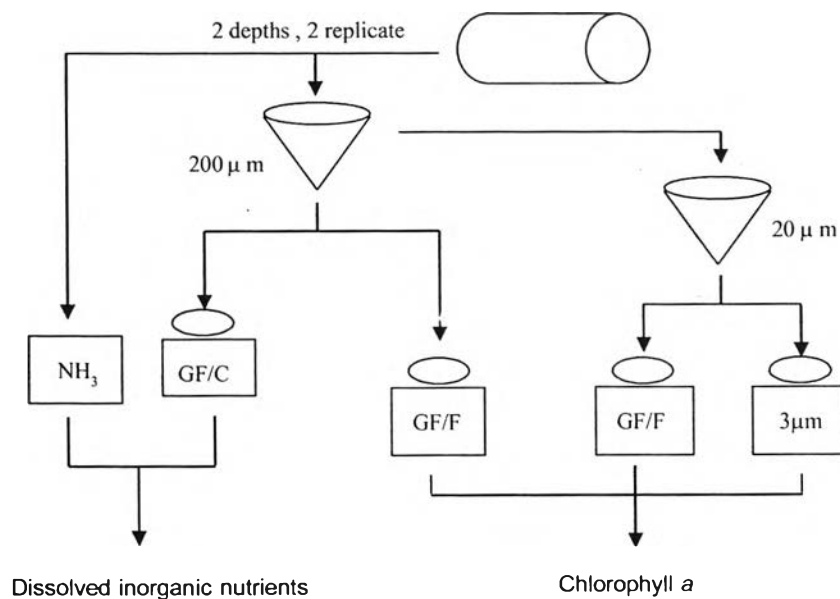 2 depths , 2 replicate
200 μ m
20 μ m
NH₃
GF/C
GF/F
GF/F
3μm
Dissolved inorganic nutrients
Chlorophyll a